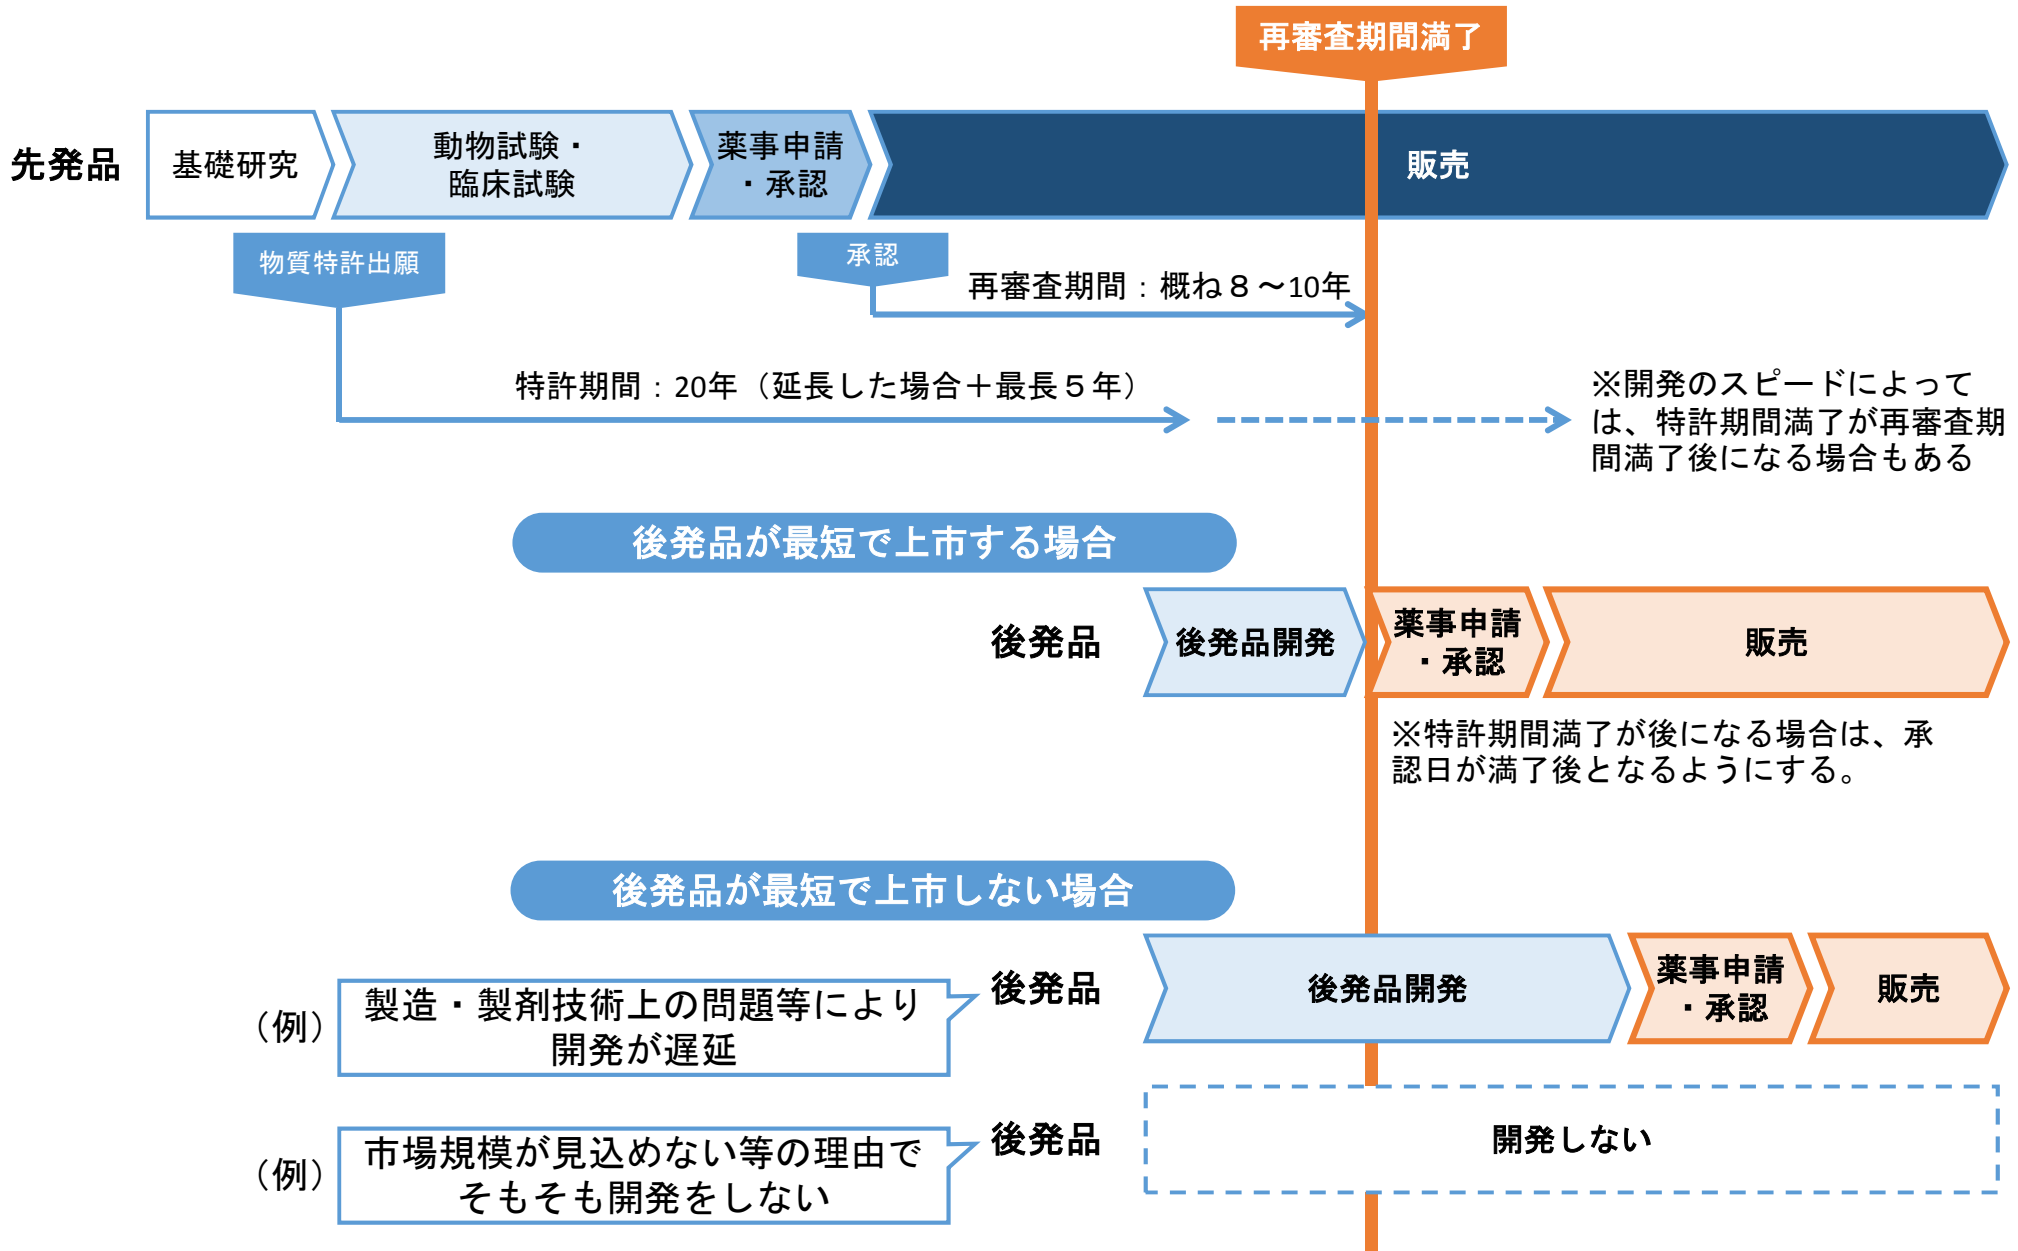 再審査期間満了
先発品
基礎研究
動物試験・
臨床試験
薬事申請
・承認
販売
物質特許出願
承認
再審査期間：概ね８～10年
特許期間：20年（延長した場合＋最長５年）
※開発のスピードによって
は、特許期間満了が再審査期
間満了後になる場合もある
後発品が最短で上市する場合
後発品
後発品開発
薬事申請
・承認
販売
※特許期間満了が後になる場合は、承
認日が満了後となるようにする。
後発品が最短で上市しない場合
（例）
製造・製剤技術上の問題等により
開発が遅延
後発品
後発品開発
薬事申請
・承認
販売
（例）
市場規模が見込めない等の理由で
そもそも開発をしない
後発品
開発しない